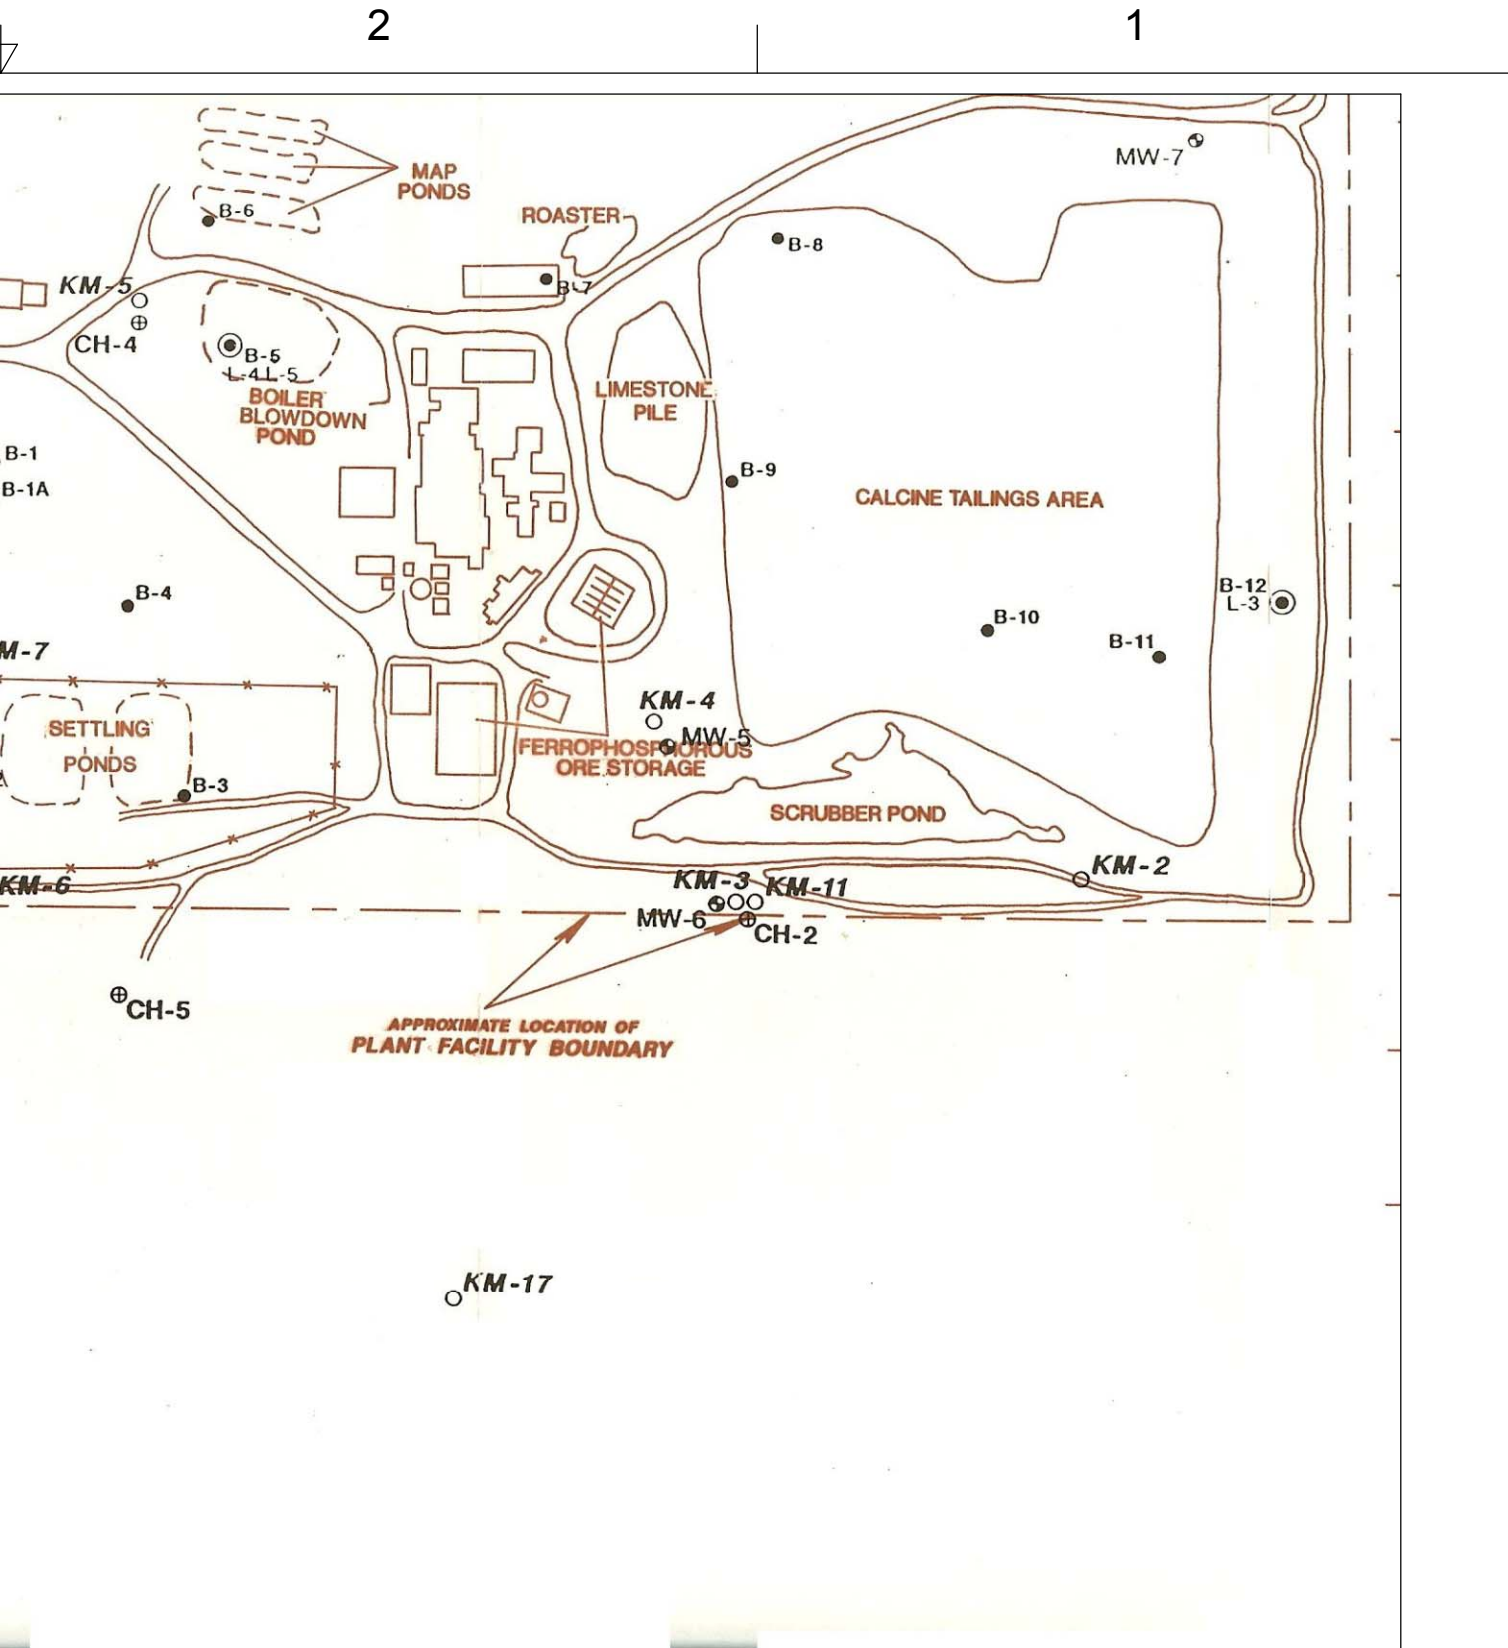 2
1
MW-7
MAP
PONDS
B-6
ROASTER
B-8
KM-5
B-7
CH-4
B-5
L-4 L-5
BOILER
BLOWDOWN
POND
LIMESTONE
PILE
B-1
B-9
B-1A
CALCINE TAILINGS AREA
B-4
B-12
L-3
B-10
B-11
M-7
KM-4
SETTLING
PONDS
MW-5
FERROPHOSPHOROUS
ORE STORAGE
B-3
SCRUBBER POND
KM-2
KM-3
KM-11
KM-6
MW-6
CH-2
CH-5
APPROXIMATE LOCATION OF
PLANT FACILITY BOUNDARY
KM-17